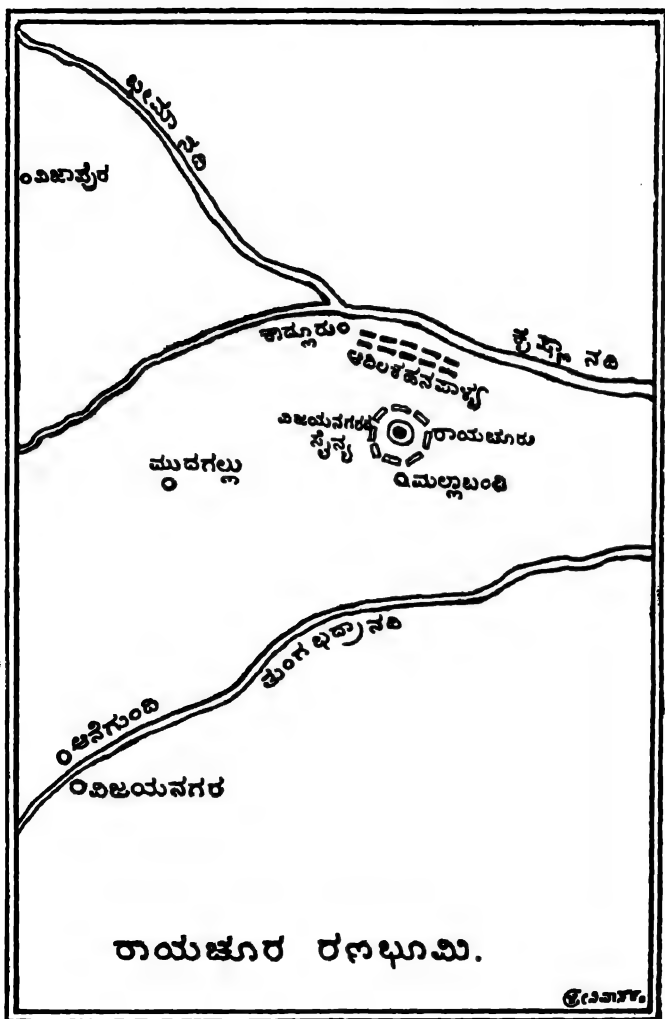 ಭೀಮಾ ನದಿ
ವಿಜಾಪುರ
ಕಾಡ್ಲೂರು
ಕೃಷ್ಣಾ ನದಿ
ಆದಿಲಶಹನಪಾಳ್ಯ
ವಿಜಯನಗರದ
ಸೈನ್ಯ
ರಾಯಚೂರು
ಮುದಗಲ್ಲು
ಮಲ್ಲಾಬಂಡಿ
ತುಂಗಭದ್ರಾ ನದಿ
ಆನೆಗುಂದಿ
ವಿಜಯನಗರ
ರಾಯಚೂರ ರಣಭೂಮಿ.